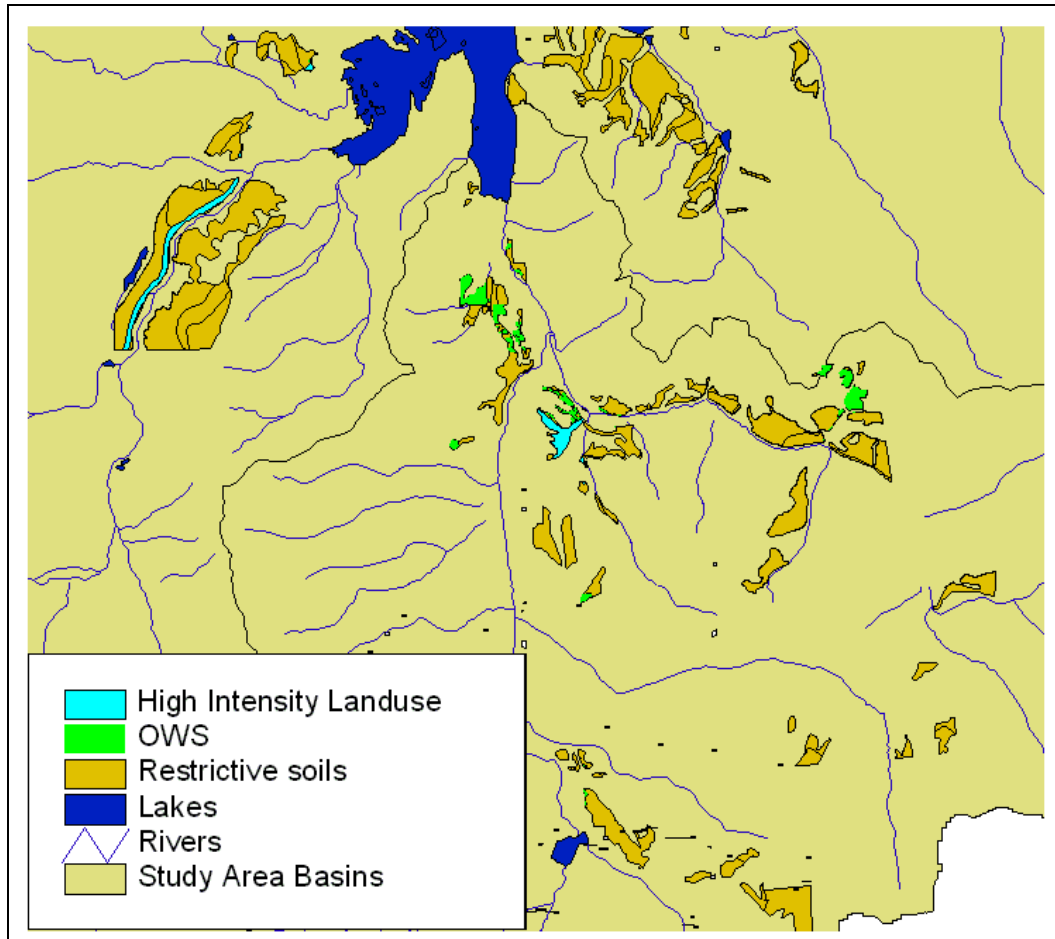 High Intensity Landuse
OWS
Restrictive soils
Lakes
Rivers
Study Area Basins